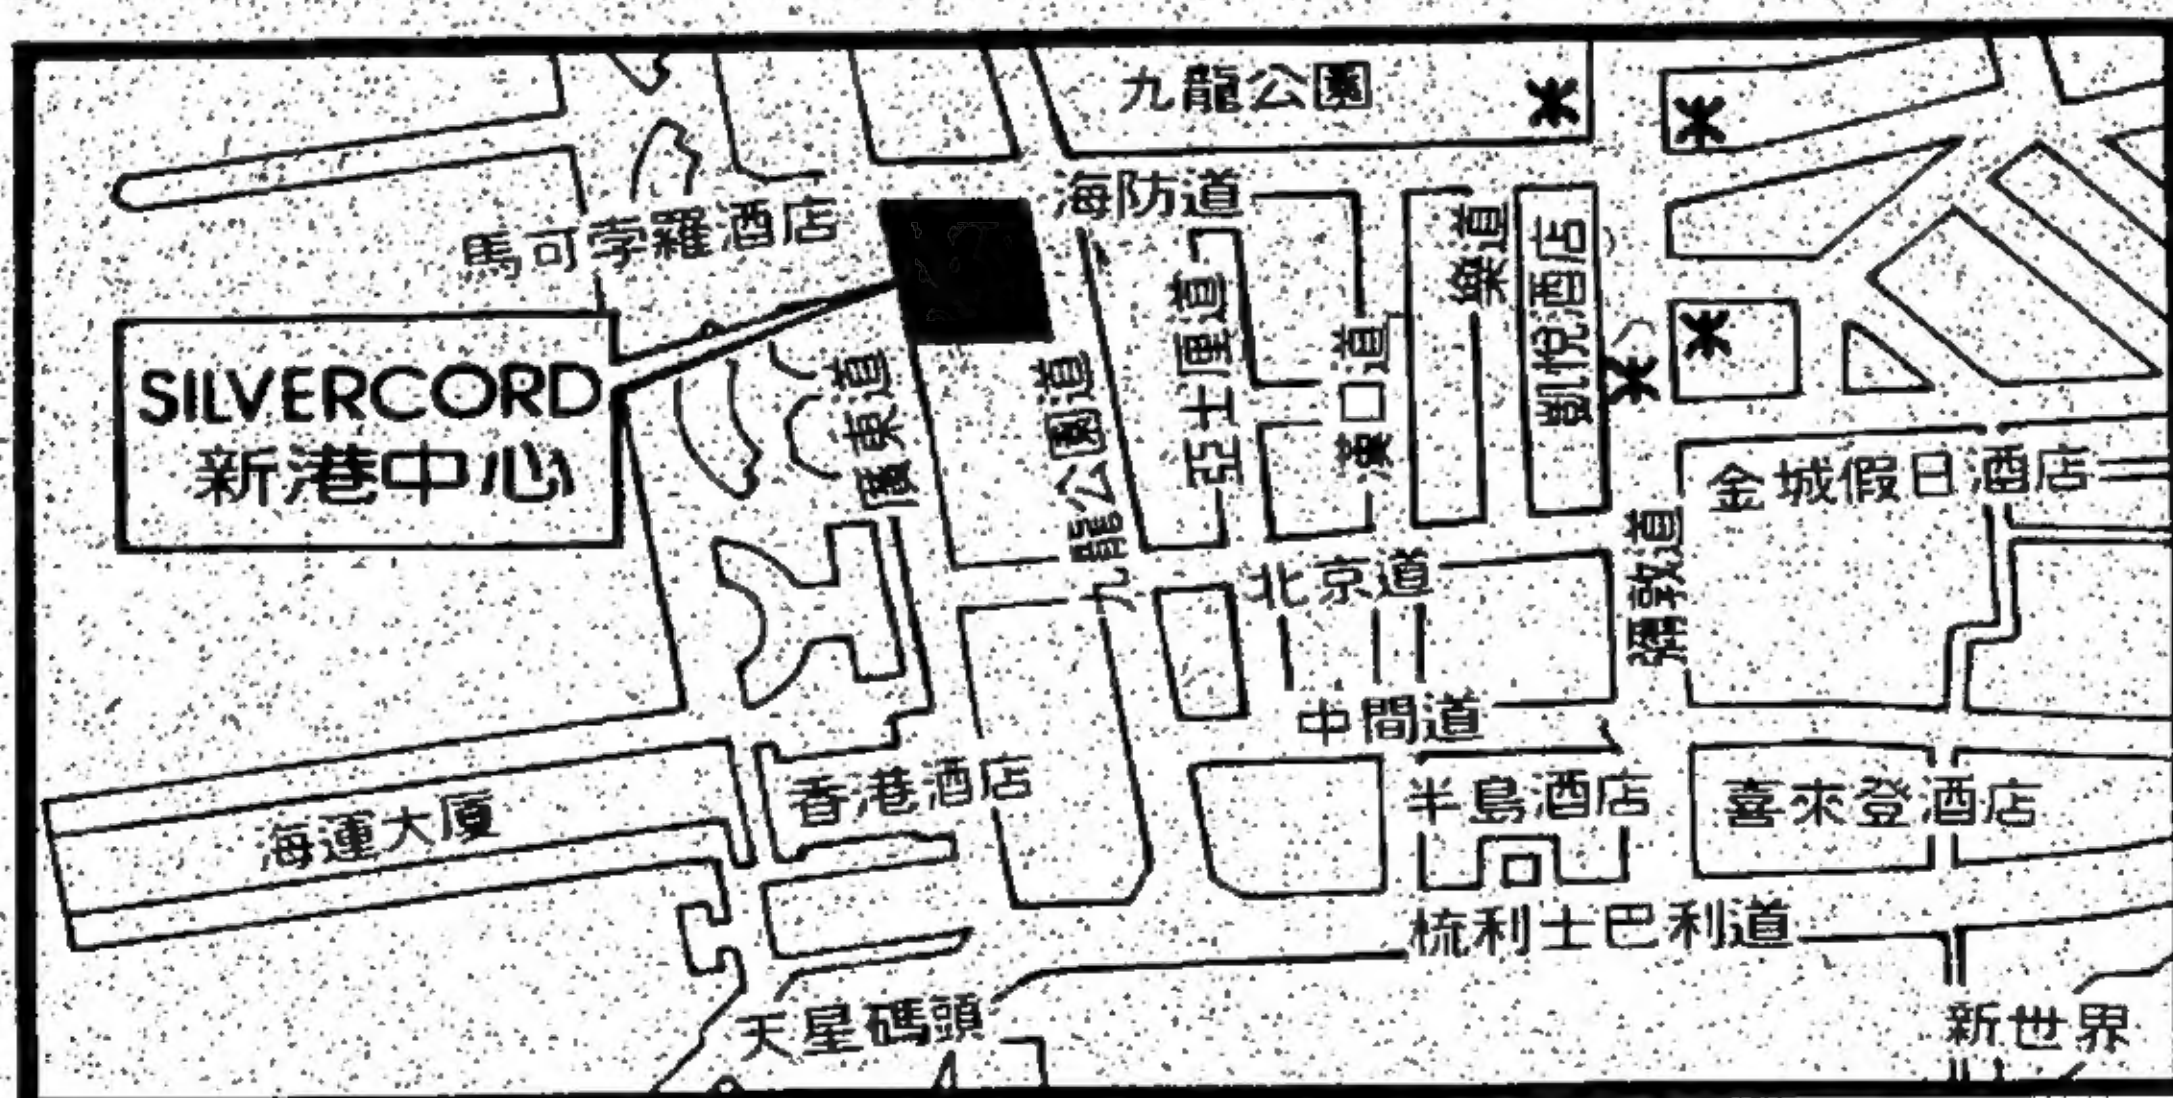 九龍公園
海防道
馬可孛羅酒店
樂道
凱悅酒店
亞士厘道
漢口道
廣東道
九龍公園道
SILVERCORD
新港中心
金城假日酒店
彌敦道
北京道
中間道
香港酒店
半島酒店
喜來登酒店
海運大廈
梳利士巴利道
天星碼頭
新世界